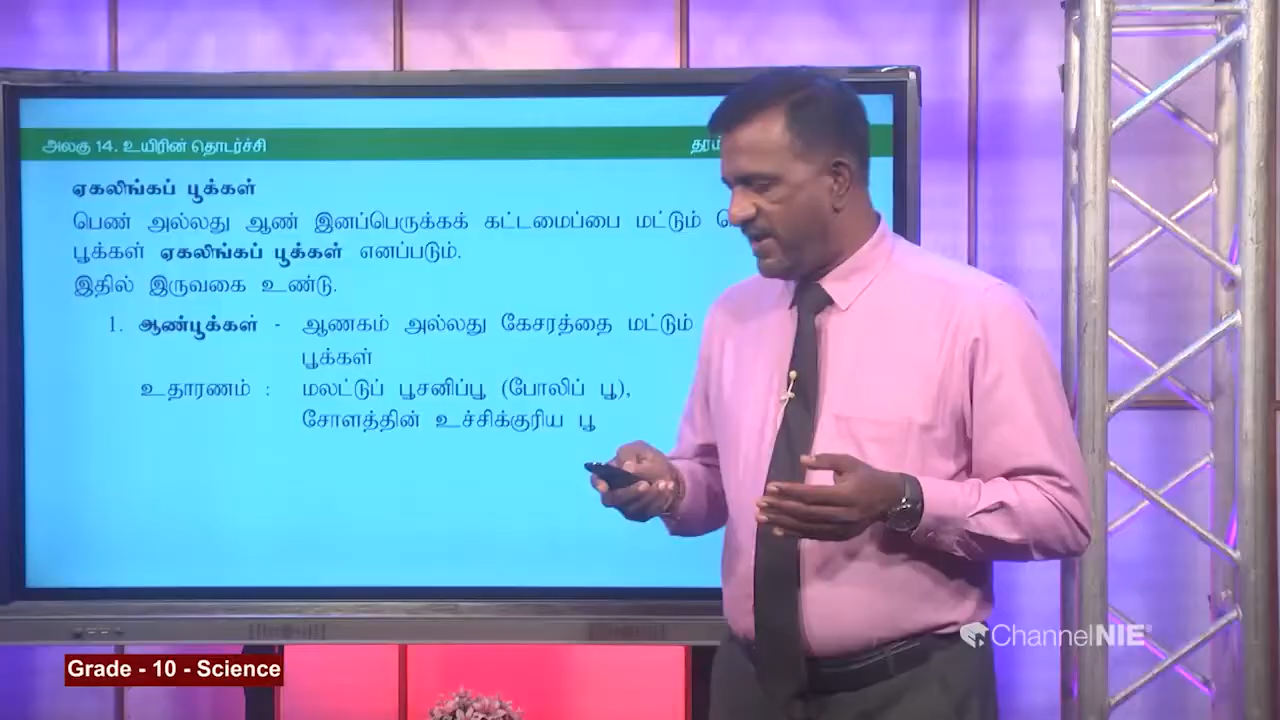 அலகு 14. உயிரின் தொடர்ச்சி
ஏகலிங்கப் பூக்கள்
பெண் அல்லது ஆண் இனப்பெருக்கக் கட்டமைப்பை மட்டும்
பூக்கள் ஏகலிங்கப் பூக்கள் எனப்படும்.
இதில் இருவகை உண்டு.
1. ஆண்பூக்கள் - ஆணகம் அல்லது கேசரத்தை மட்டும்
பூக்கள்
உதாரணம் : மலட்டுப் பூசனிப்பூ (போலிப் பூ),
சோளத்தின் உச்சிக்குரிய பூ
ChannelNIE
Grade - 10 - Science